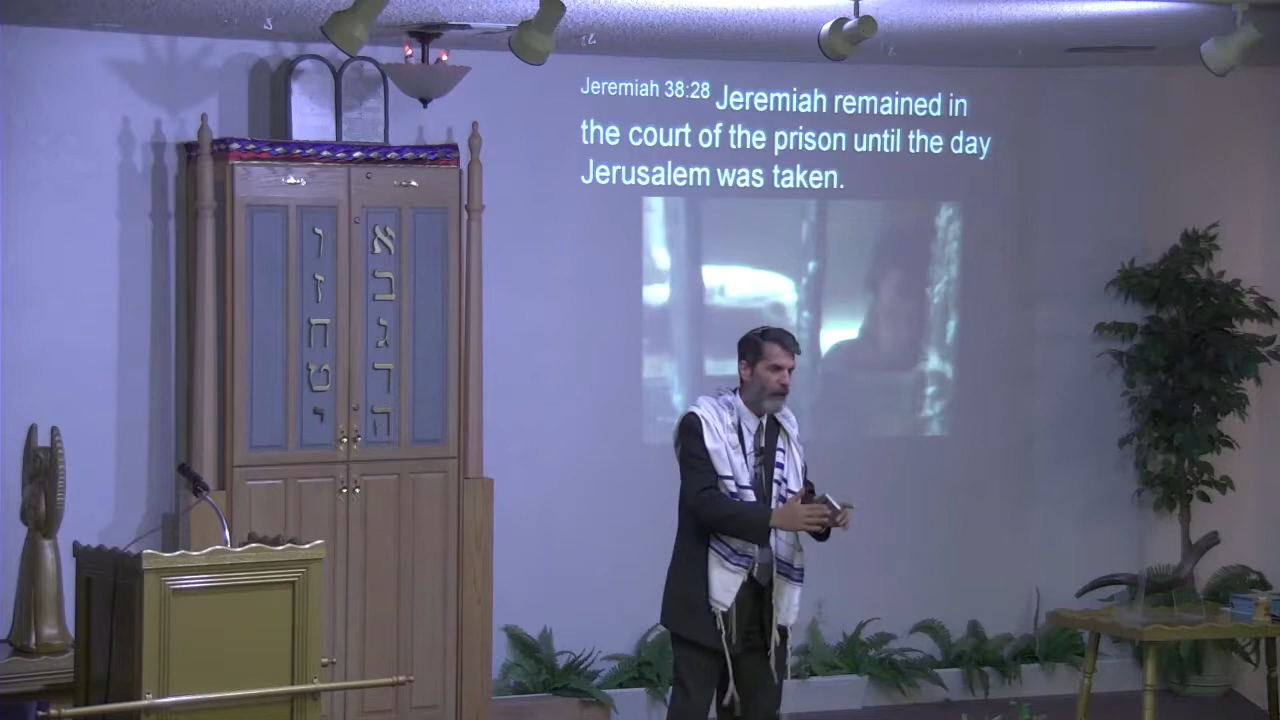 Jeremiah 38:28 Jeremiah remained in
the court of the prison until the day
Jerusalem was taken.
א
ב
ג
ד
ה
ו
ז
ח
ט
י